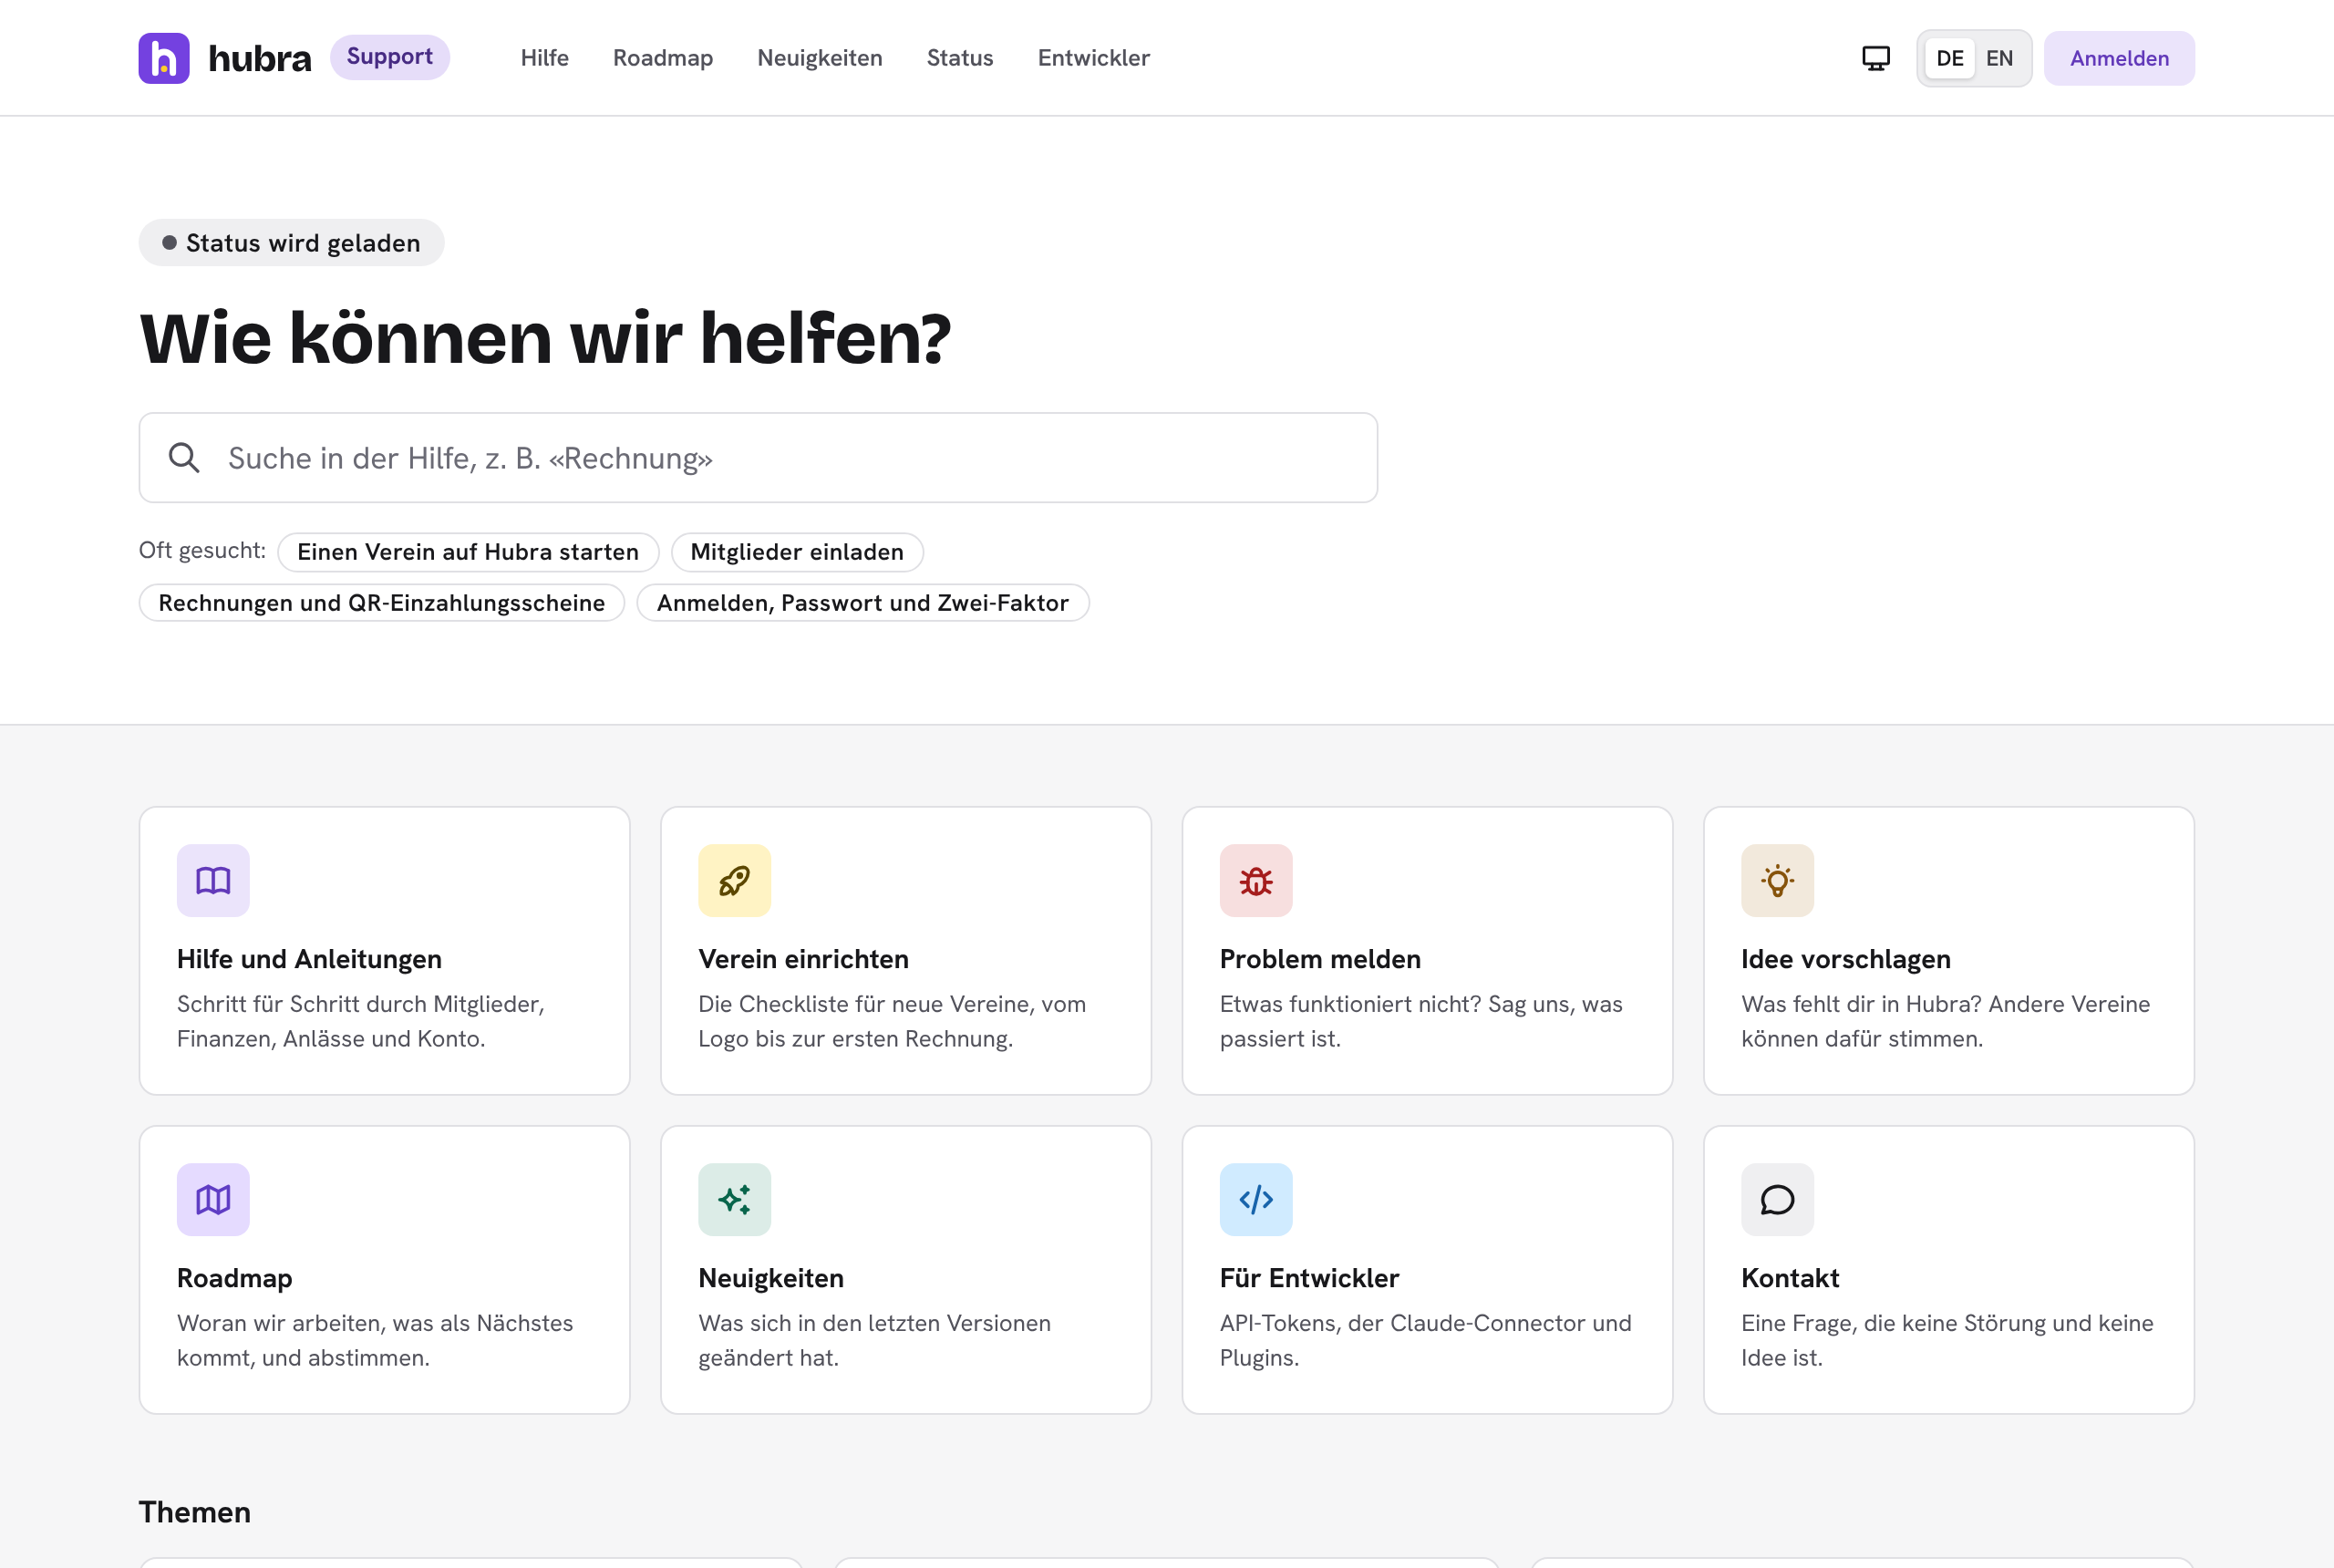 hubra Support Hilfe Roadmap Neuigkeiten Status Entwickler DE EN Anmelden
Status wird geladen
Wie können wir helfen?
Suche in der Hilfe, z. B. «Rechnung»
Oft gesucht: Einen Verein auf Hubra starten Mitglieder einladen
Rechnungen und QR-Einzahlungsscheine Anmelden, Passwort und Zwei-Faktor
Hilfe und Anleitungen
Schritt für Schritt durch Mitglieder,
Finanzen, Anlässe und Konto.
Verein einrichten
Die Checkliste für neue Vereine, vom
Logo bis zur ersten Rechnung.
Problem melden
Etwas funktioniert nicht? Sag uns, was
passiert ist.
Idee vorschlagen
Was fehlt dir in Hubra? Andere Vereine
können dafür stimmen.
Roadmap
Woran wir arbeiten, was als Nächstes
kommt, und abstimmen.
Neuigkeiten
Was sich in den letzten Versionen
geändert hat.
Für Entwickler
API-Tokens, der Claude-Connector und
Plugins.
Kontakt
Eine Frage, die keine Störung und keine
Idee ist.
Themen